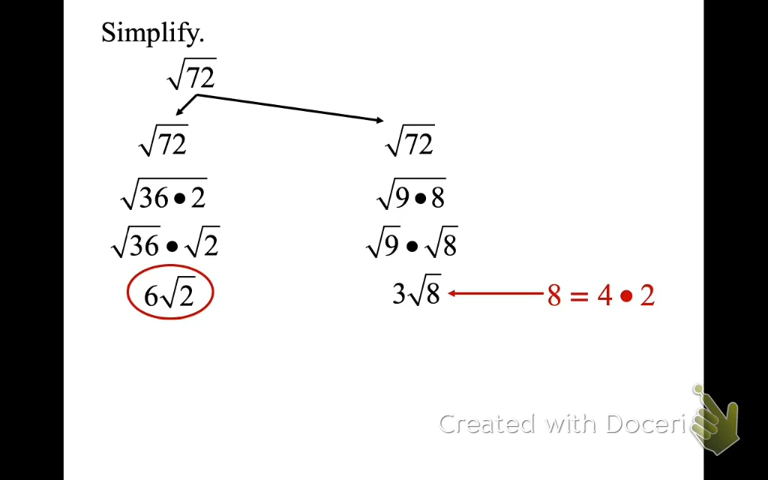 Simplify.
√72
√72 √72
√36•2 √9•8
√36•√2 √9•√8
6√2 3√8 8 = 4•2
Created with Doceri